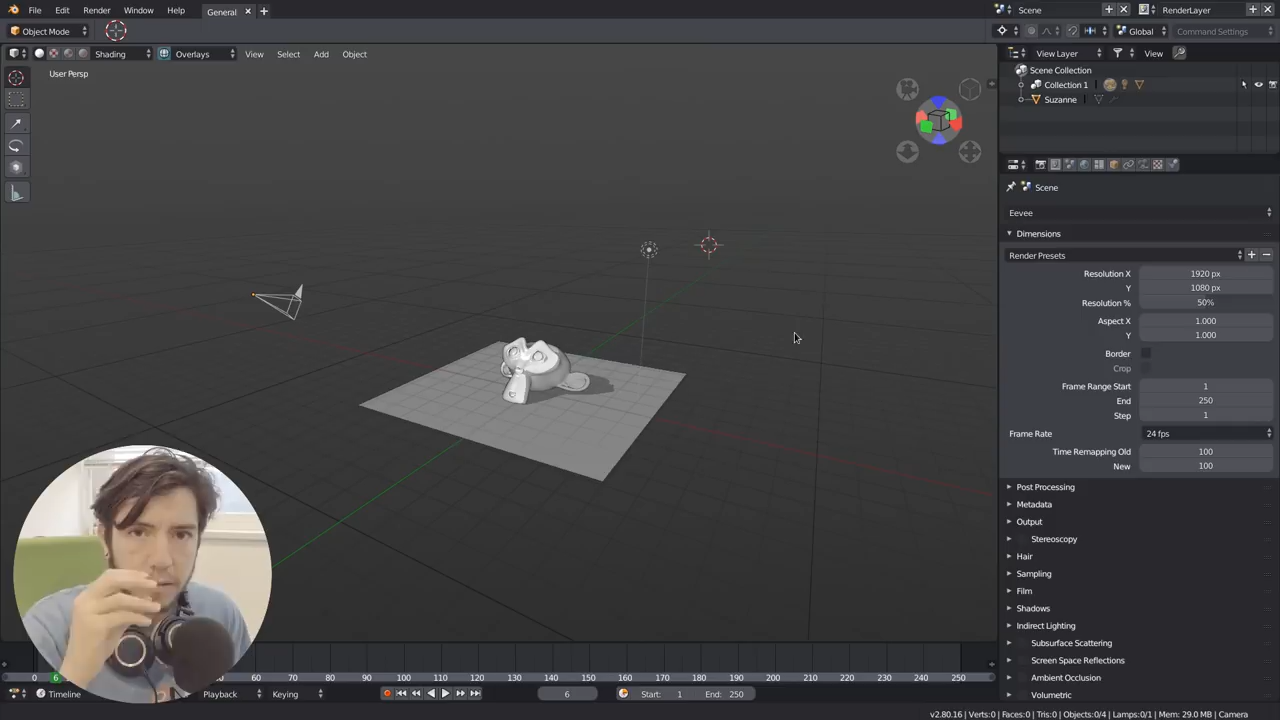 File Edit Render Window Help General
Scene RenderLayer
Object Mode Global Command Settings
Shading Overlays View Select Add Object View Layer View
User Persp
Scene Collection
Collection 1
Suzanne
Scene
Eevee
Dimensions
Render Presets
Resolution X 1920 px
Y 1080 px
Resolution % 50%
Aspect X 1.000
Y 1.000
Border
Crop
Frame Range Start 1
End 250
Step 1
Frame Rate 24 fps
Time Remapping Old 100
New 100
Post Processing
Metadata
Output
Stereoscopy
Hair
Sampling
Film
Shadows
Indirect Lighting
Subsurface Scattering
Screen Space Reflections
Ambient Occlusion
Volumetric
0 6 60 70 80 90 100 110 120 130 140 150 160 170 180 190 200 210 220 230 240 250
Timeline Playback Keying 6 Start: 1 End: 250
v2.80.16 | Verts:0 | Faces:0 | Tris:0 | Objects:0/4 | Lamps:0/1 | Mem: 29.0 MB | Camera